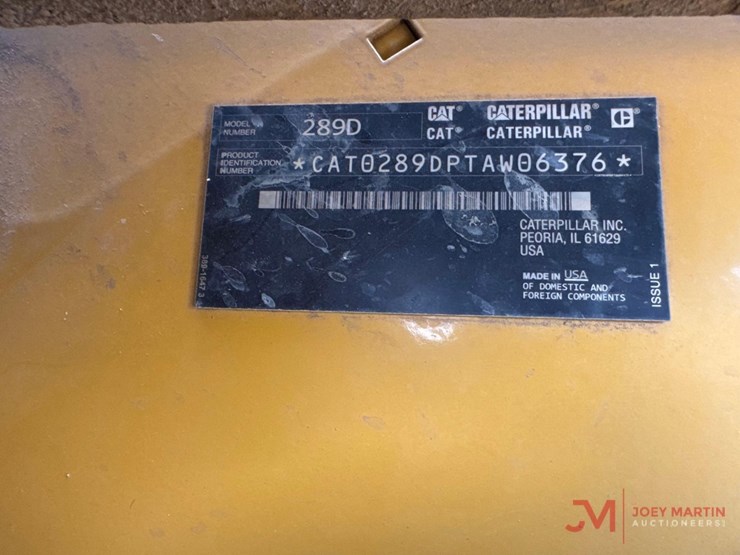 MODEL NUMBER 289D CAT® CATERPILLAR®
CAT® CATERPILLAR®
PRODUCT IDENTIFICATION NUMBER *CAT0289DPTAW06376*
CATERPILLAR INC.
PEORIA, IL 61629
USA
MADE IN USA
OF DOMESTIC AND
FOREIGN COMPONENTS
ISSUE 1
JM JOEY MARTIN
AUCTIONEERS!